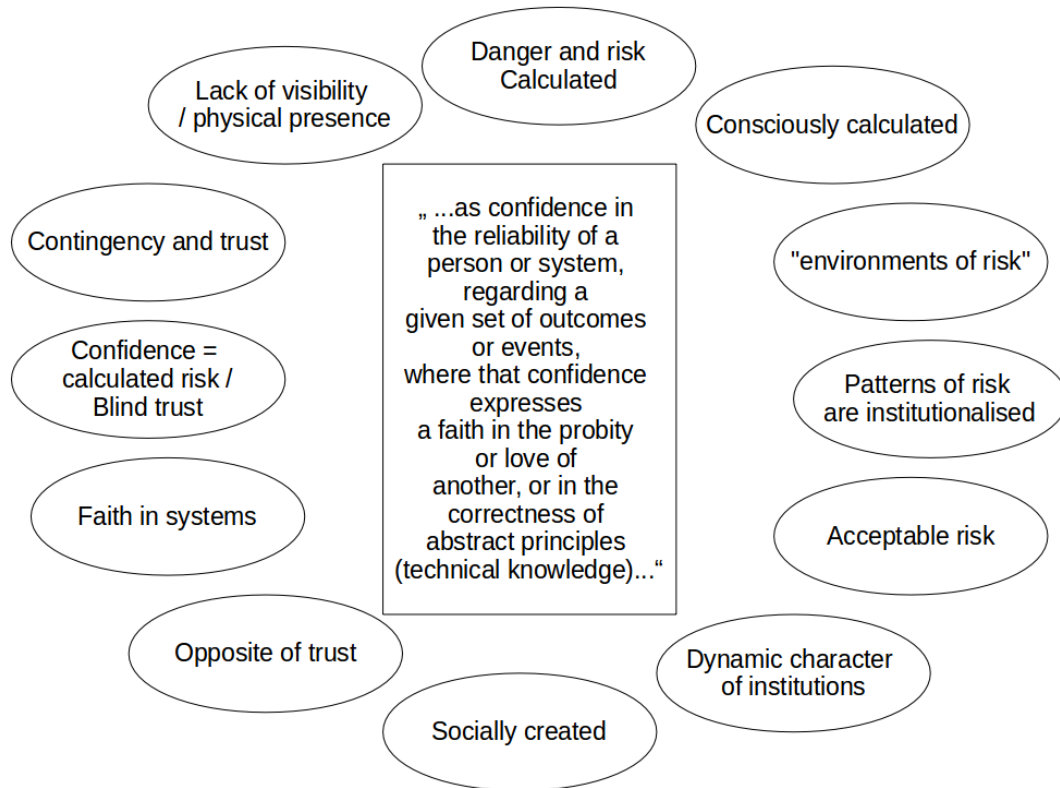 Danger and risk
Calculated
Lack of visibility
/ physical presence
Consciously calculated
Contingency and trust
"environments of risk"
Confidence =
calculated risk /
Blind trust
Patterns of risk
are institutionalised
Faith in systems
Acceptable risk
Opposite of trust
Dynamic character
of institutions
Socially created
„ ...as confidence in
the reliability of a
person or system,
regarding a
given set of outcomes
or events,
where that confidence
expresses
a faith in the probity
or love of
another, or in the
correctness of
abstract principles
(technical knowledge)...“